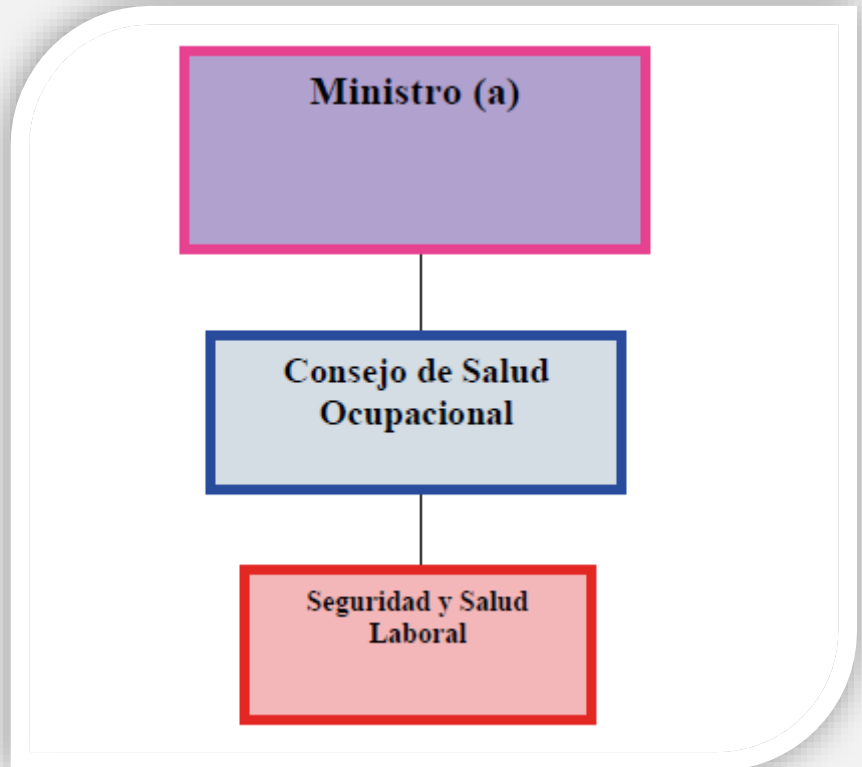 Ministro (a)
Consejo de Salud
Ocupacional
Seguridad y Salud
Laboral